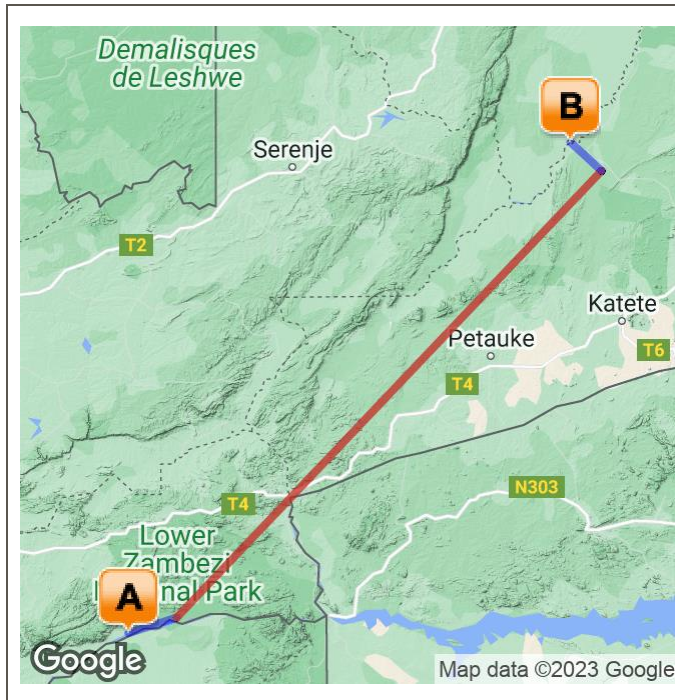 Demalisques
de Leshwe
B
Serenje
T2
Katete
Petauke
T6
T4
N303
T4
Lower
Zambezi
nal Park
A
Google
Map data ©2023 Google